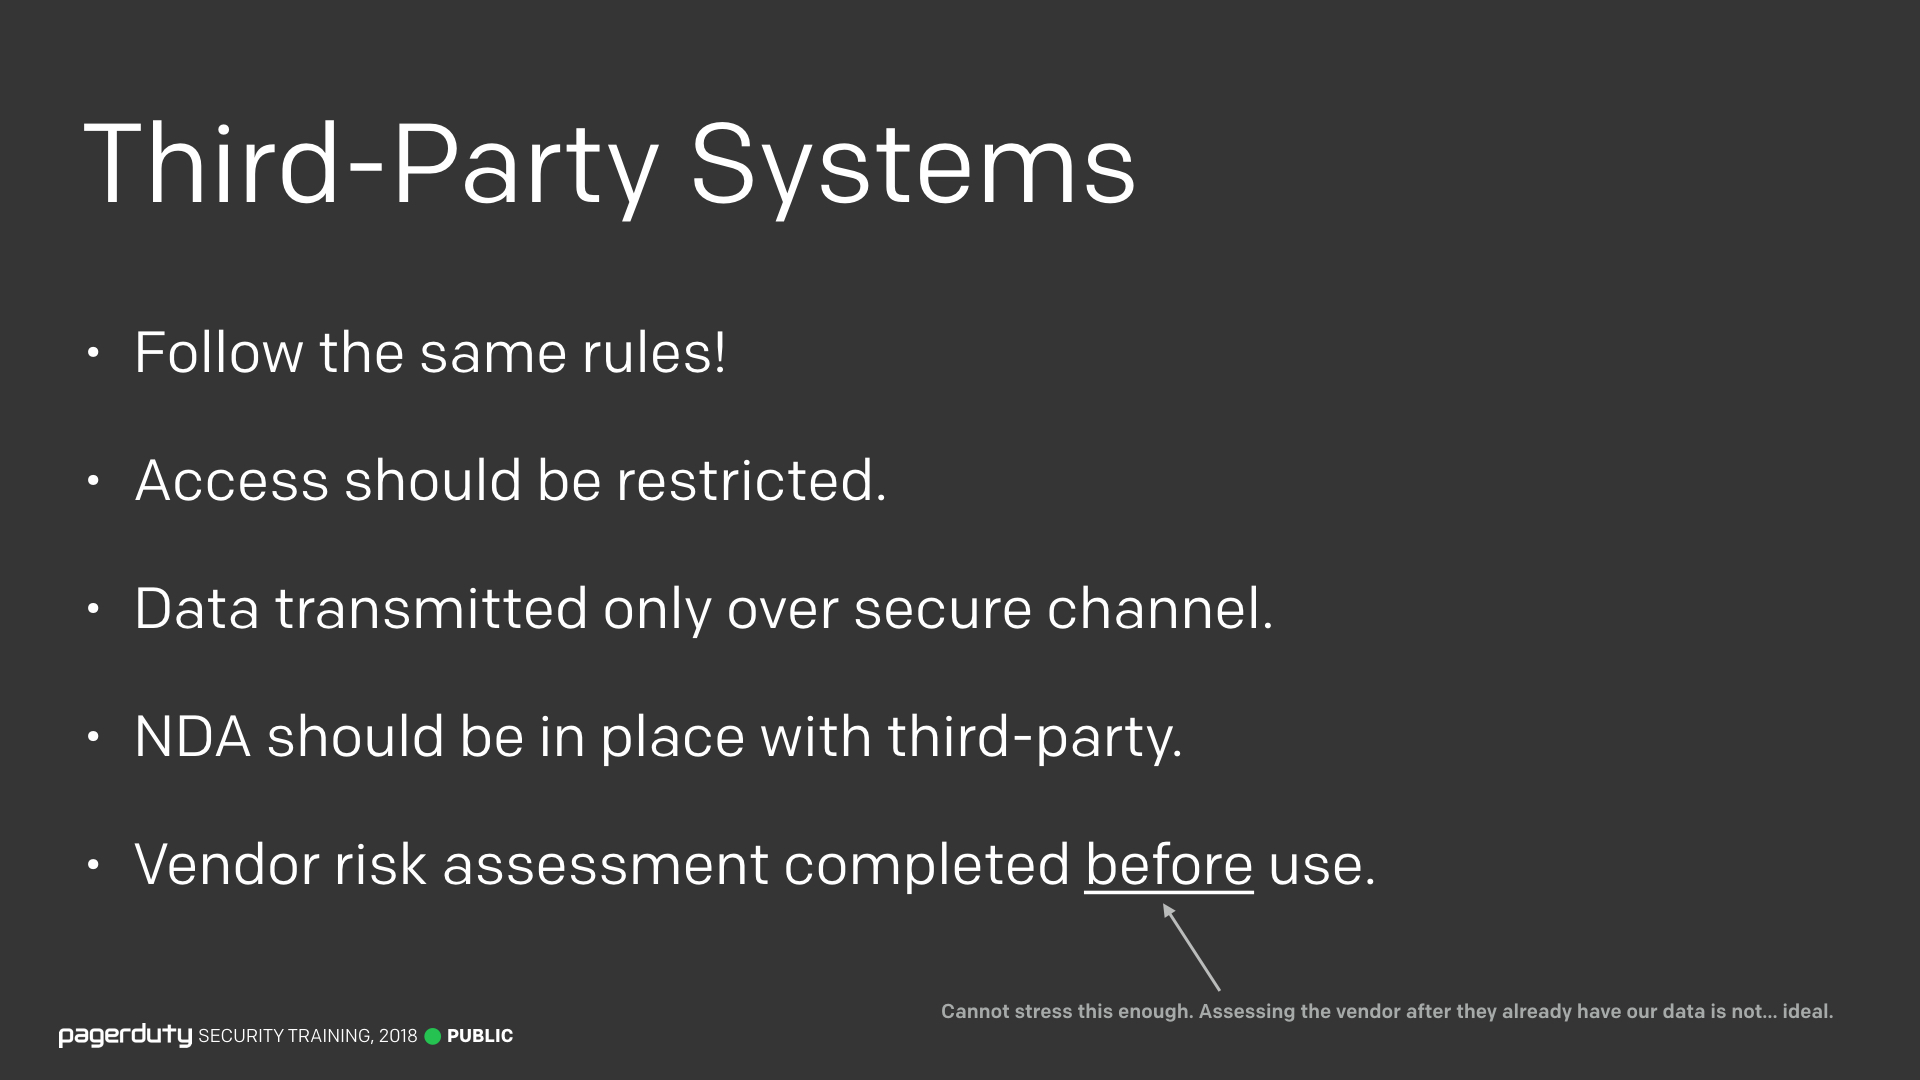 Third-Party Systems
• Follow the same rules!
• Access should be restricted.
• Data transmitted only over secure channel.
• NDA should be in place with third-party.
• Vendor risk assessment completed before use.
Cannot stress this enough. Assessing the vendor after they already have our data is not... ideal.
pagerduty SECURITY TRAINING, 2018 PUBLIC